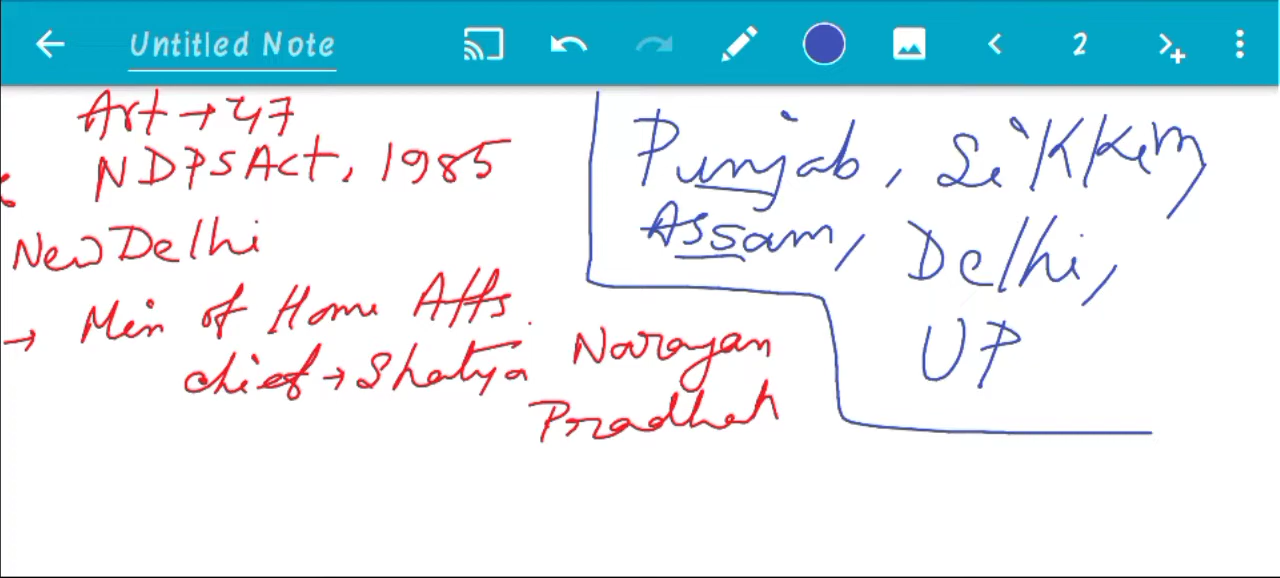 Untitled Note
2
Art → 47
NDPS Act, 1985
New Delhi
→ Min of Home Affs.
chief → Shatya Narayan
Pradhah
Punjab, Sikkim
Assam, Delhi,
UP